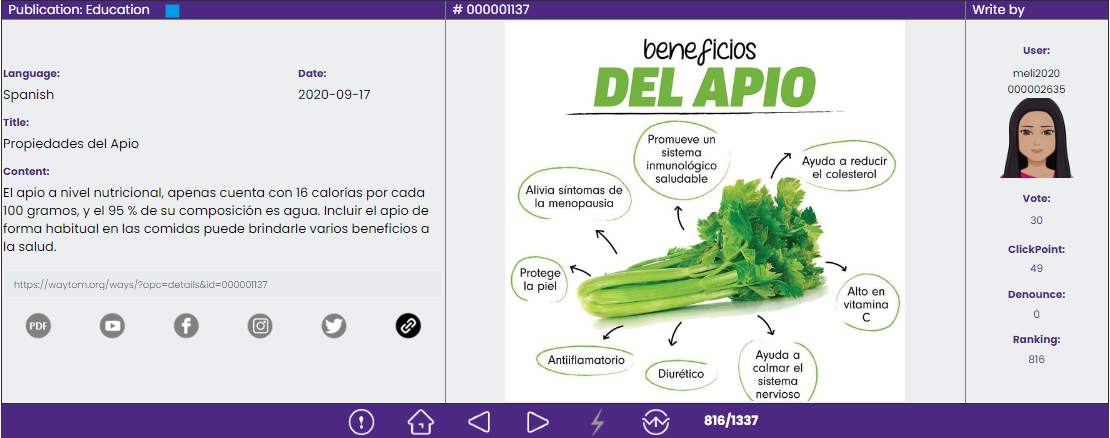 Publication: Education
# 000001137
Write by
Language:
Date:
Spanish
2020-09-17
Title:
Propiedades del Apio
Content:
El apio a nivel nutricional, apenas cuenta con 16 calorías por cada
100 gramos, y el 95 % de su composición es agua. Incluir el apio de
forma habitual en las comidas puede brindarle varios beneficios a
la salud.
https://waytom.org/ways/?opc=details&id=000001137
PDF
beneficios
DEL APIO
Promueve un
sistema
inmunológico
saludable
Ayuda a reducir
el colesterol
Alivia síntomas de
la menopausia
Protege
la piel
Alto en
vitamina
C
Antiiflamatorio
Diurético
Ayuda a
calmar el
sistema
nervioso
User:
meli2020
000002635
Vote:
30
ClickPoint:
49
Denounce:
0
Ranking:
816
816/1337